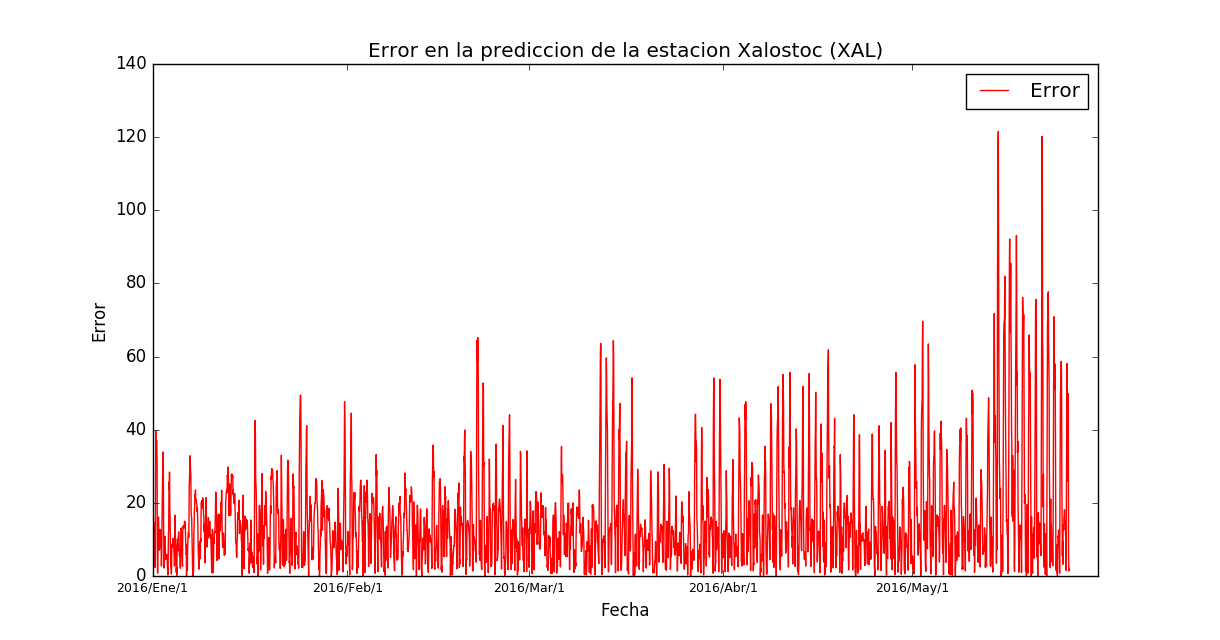 Error en la prediccion de la estacion Xalostoc (XAL)
140
120
100
80
60
40
20
0
Error
Error
2016/Ene/1
2016/Feb/1
2016/Mar/1
2016/Abr/1
2016/May/1
Fecha